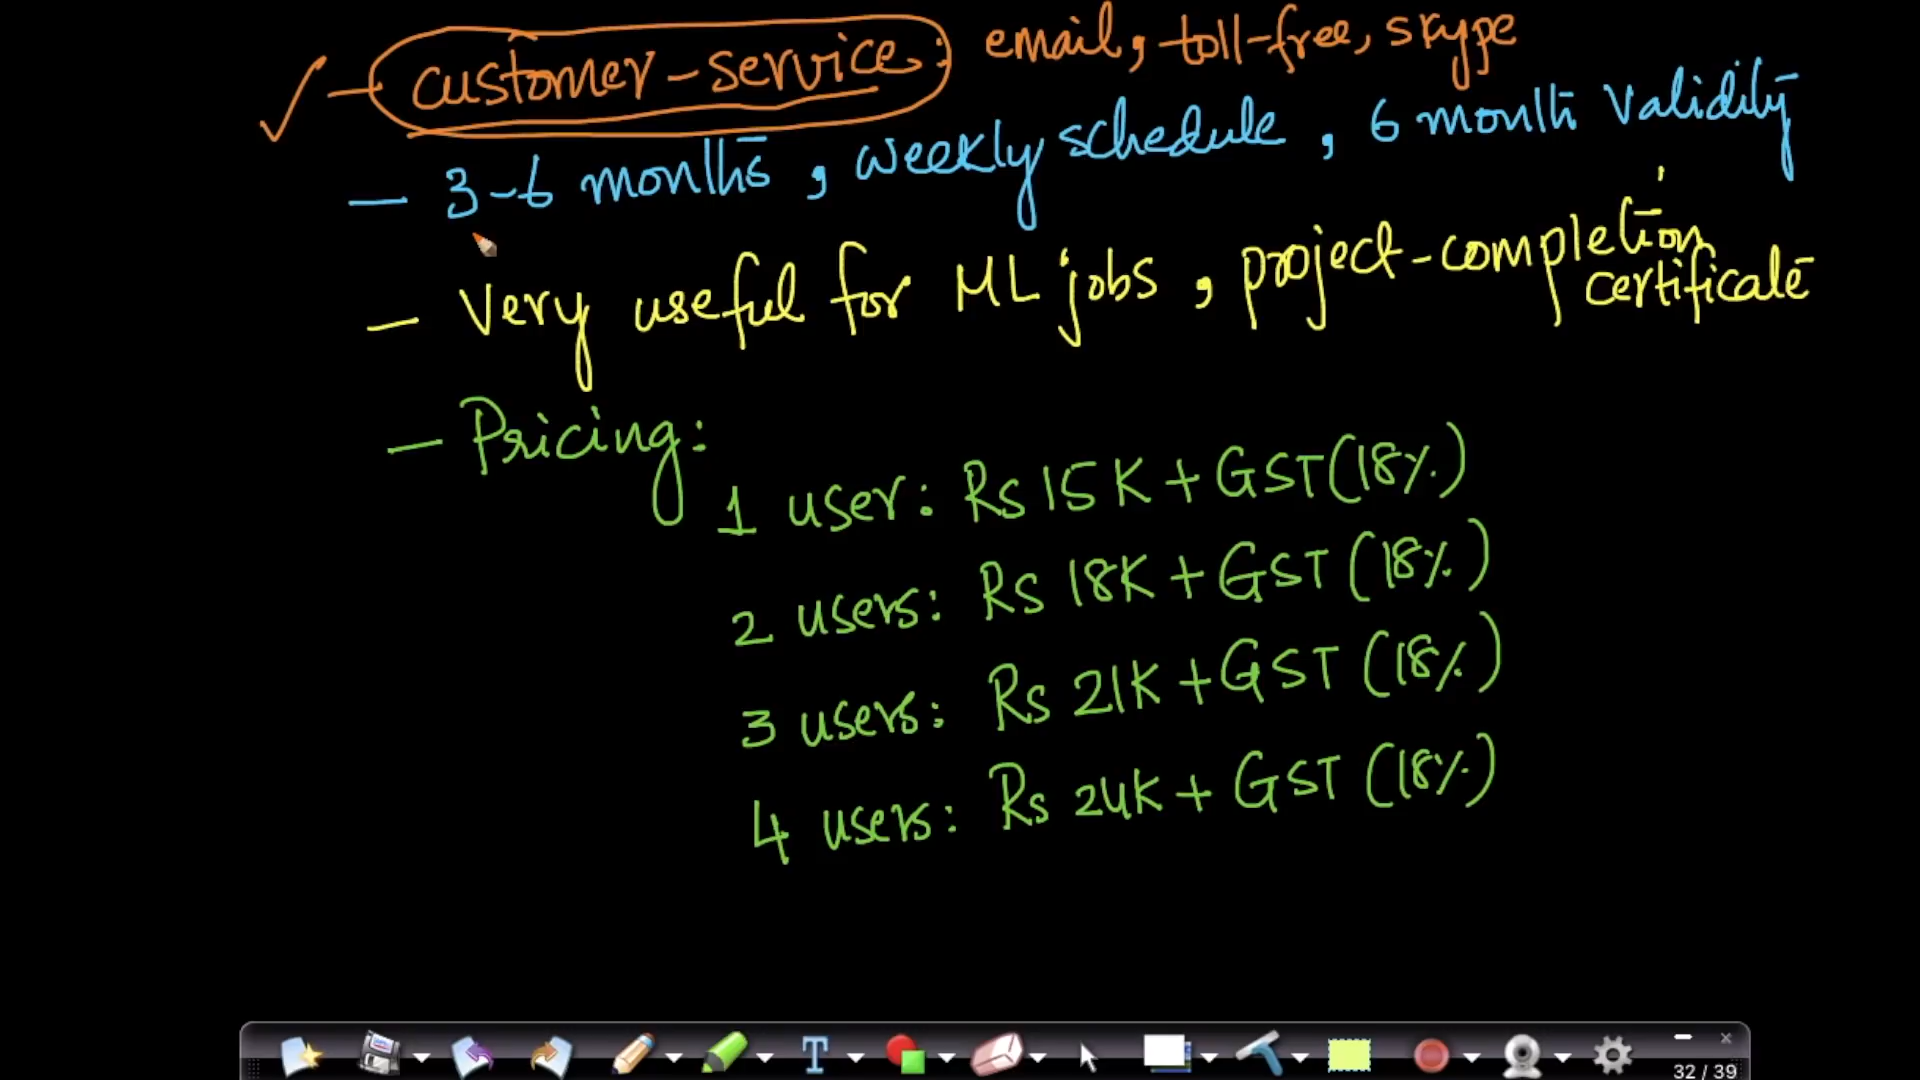 ✓ - customer-service: email, toll-free, skype
- 3-6 months, weekly schedule, 6 month validity
- Very useful for ML jobs, project-completion
certificate
- Pricing:
1 user: Rs 15K + GST (18%)
2 users: Rs 18K + GST (18%)
3 users: Rs 21K + GST (18%)
4 users: Rs 24K + GST (18%)
T
32 / 39